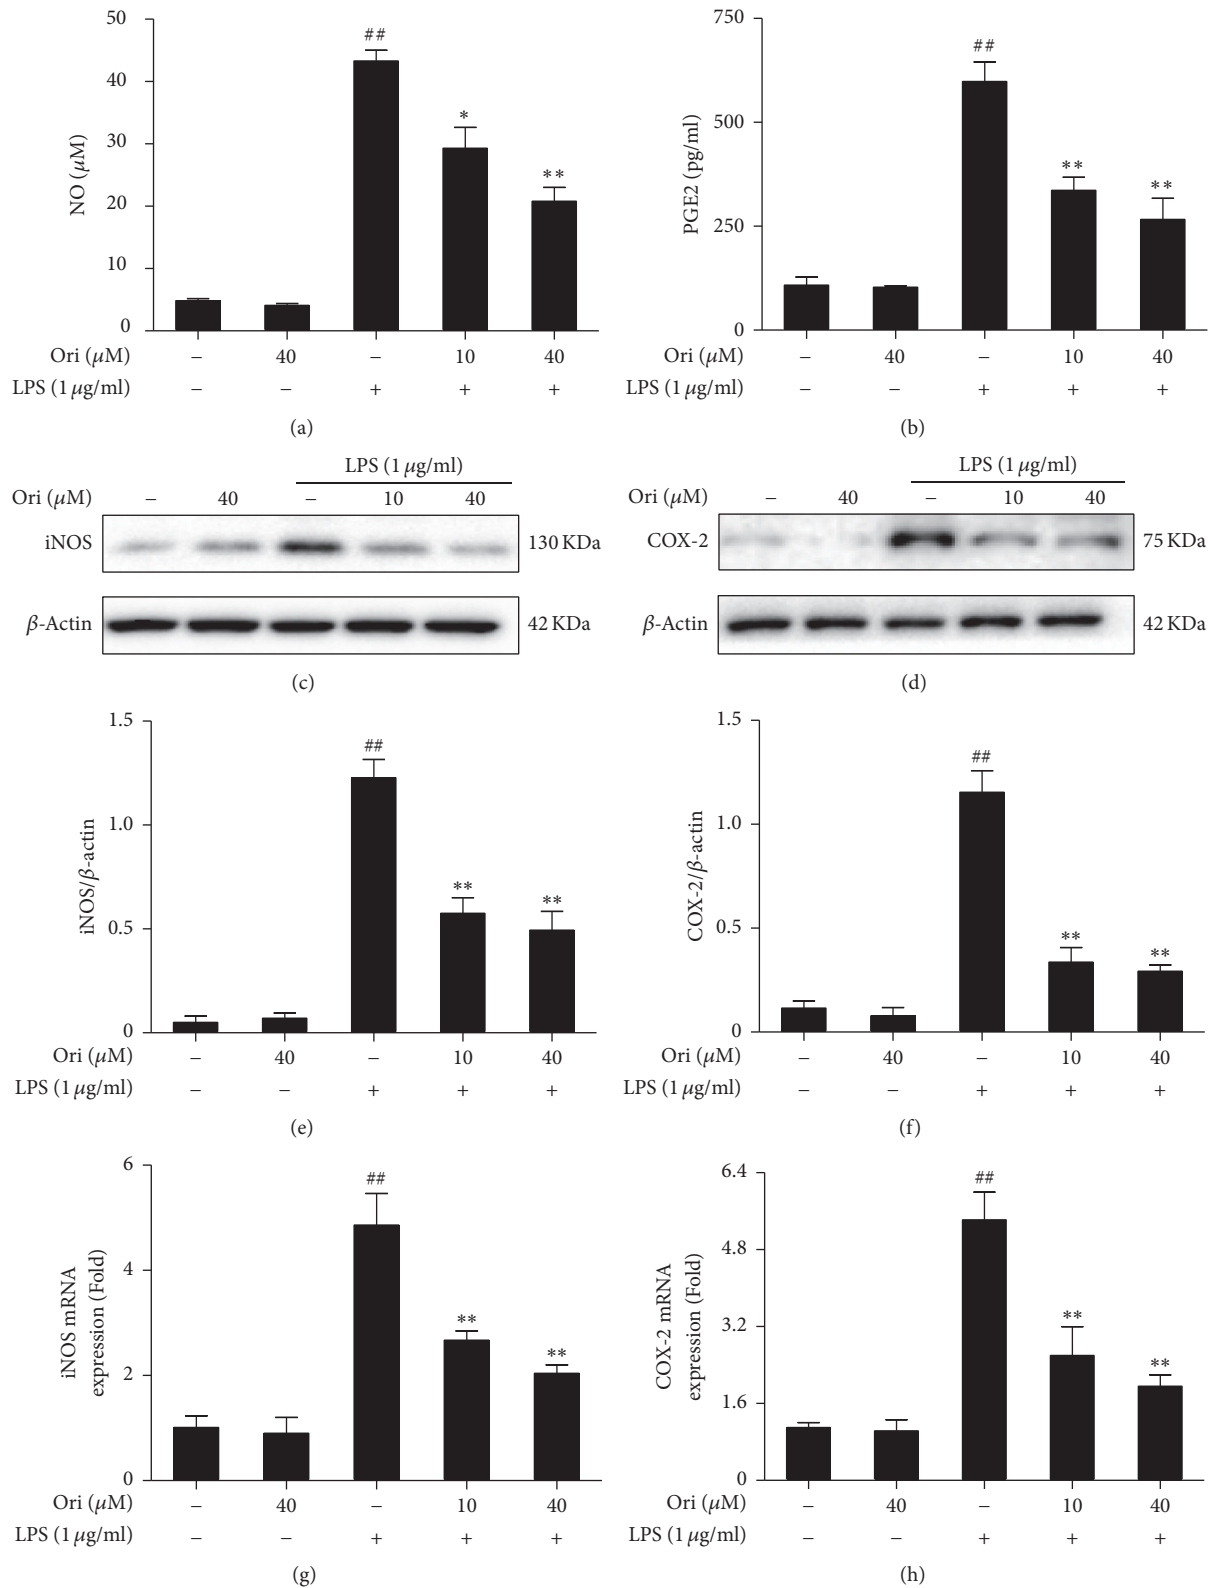 50
40
30
20
10
0
NO (μM)
##
*
**
Ori (μM) – 40 – 10 40
LPS (1 μg/ml) – – + + +
(a)
750
500
250
0
PGE2 (pg/ml)
##
**
**
Ori (μM) – 40 – 10 40
LPS (1 μg/ml) – – + + +
(b)
LPS (1 μg/ml)
Ori (μM) – 40 – 10 40
iNOS 130 KDa
β-Actin 42 KDa
(c)
LPS (1 μg/ml)
Ori (μM) – 40 – 10 40
COX-2 75 KDa
β-Actin 42 KDa
(d)
1.5
1.0
0.5
0
iNOS/β-actin
##
**
**
Ori (μM) – 40 – 10 40
LPS (1 μg/ml) – – + + +
(e)
1.5
1.0
0.5
0
COX-2/β-actin
##
**
**
Ori (μM) – 40 – 10 40
LPS (1 μg/ml) – – + + +
(f)
6
4
2
0
iNOS mRNA
expression (Fold)
##
**
**
Ori (μM) – 40 – 10 40
LPS (1 μg/ml) – – + + +
(g)
6.4
4.8
3.2
1.6
0
COX-2 mRNA
expression (Fold)
##
**
**
Ori (μM) – 40 – 10 40
LPS (1 μg/ml) – – + + +
(h)